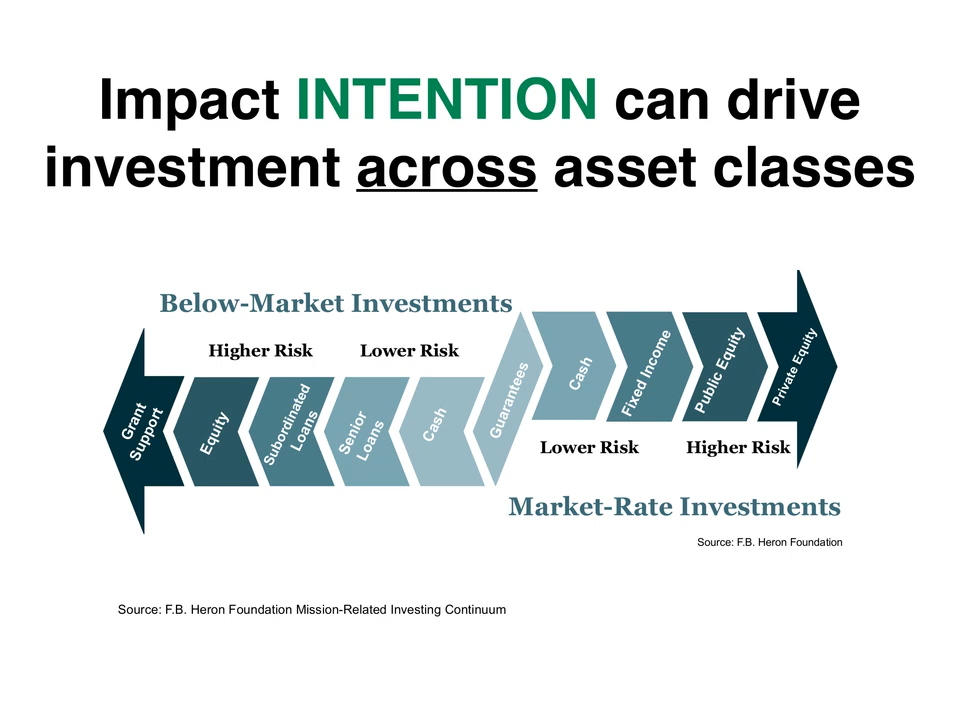 Impact INTENTION can drive
investment across asset classes
Below-Market Investments
Higher Risk
Lower Risk
Grant
Support
Equity
Subordinated
Loans
Senior
Loans
Cash
Guarantees
Cash
Fixed Income
Public Equity
Private Equity
Lower Risk
Higher Risk
Market-Rate Investments
Source: F.B. Heron Foundation
Source: F.B. Heron Foundation Mission-Related Investing Continuum